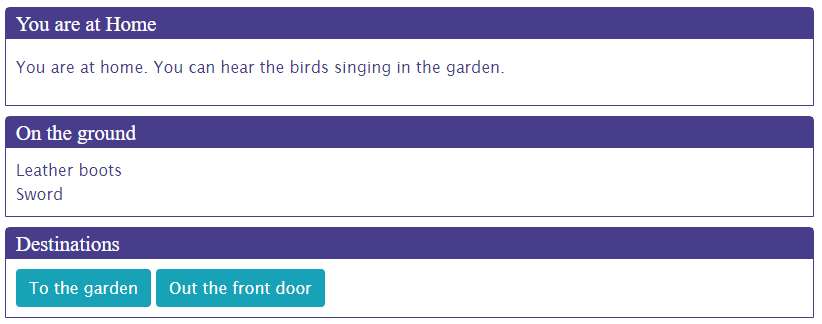 You are at Home
You are at home. You can hear the birds singing in the garden.
On the ground
Leather boots
Sword
Destinations
To the garden Out the front door